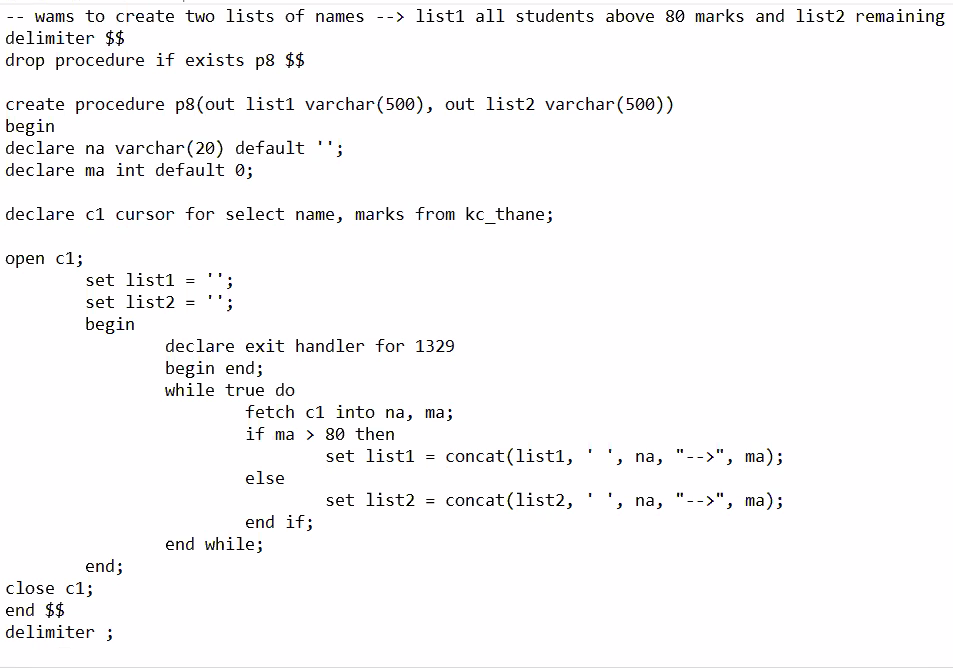 -- wams to create two lists of names --> list1 all students above 80 marks and list2 remaining
delimiter $$
drop procedure if exists p8 $$
create procedure p8(out list1 varchar(500), out list2 varchar(500))
begin
declare na varchar(20) default '';
declare ma int default 0;
declare c1 cursor for select name, marks from kc_thane;
open c1;
set list1 = '';
set list2 = '';
begin
declare exit handler for 1329
begin end;
while true do
fetch c1 into na, ma;
if ma > 80 then
set list1 = concat(list1, ' ', na, "-->", ma);
else
set list2 = concat(list2, ' ', na, "-->", ma);
end if;
end while;
end;
close c1;
end $$
delimiter ;